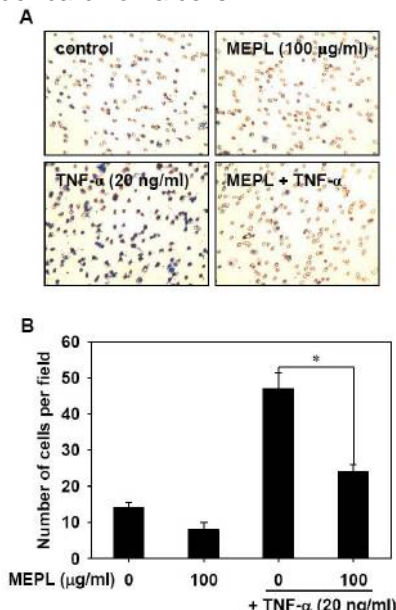 A
control
MEPL (100 μg/ml)
TNF-α (20 ng/ml)
MEPL + TNF-α
B
60
50
40
30
20
10
0
Number of cells per field
*
MEPL (μg/ml) 0 100 0 100
+ TNF-α (20 ng/ml)